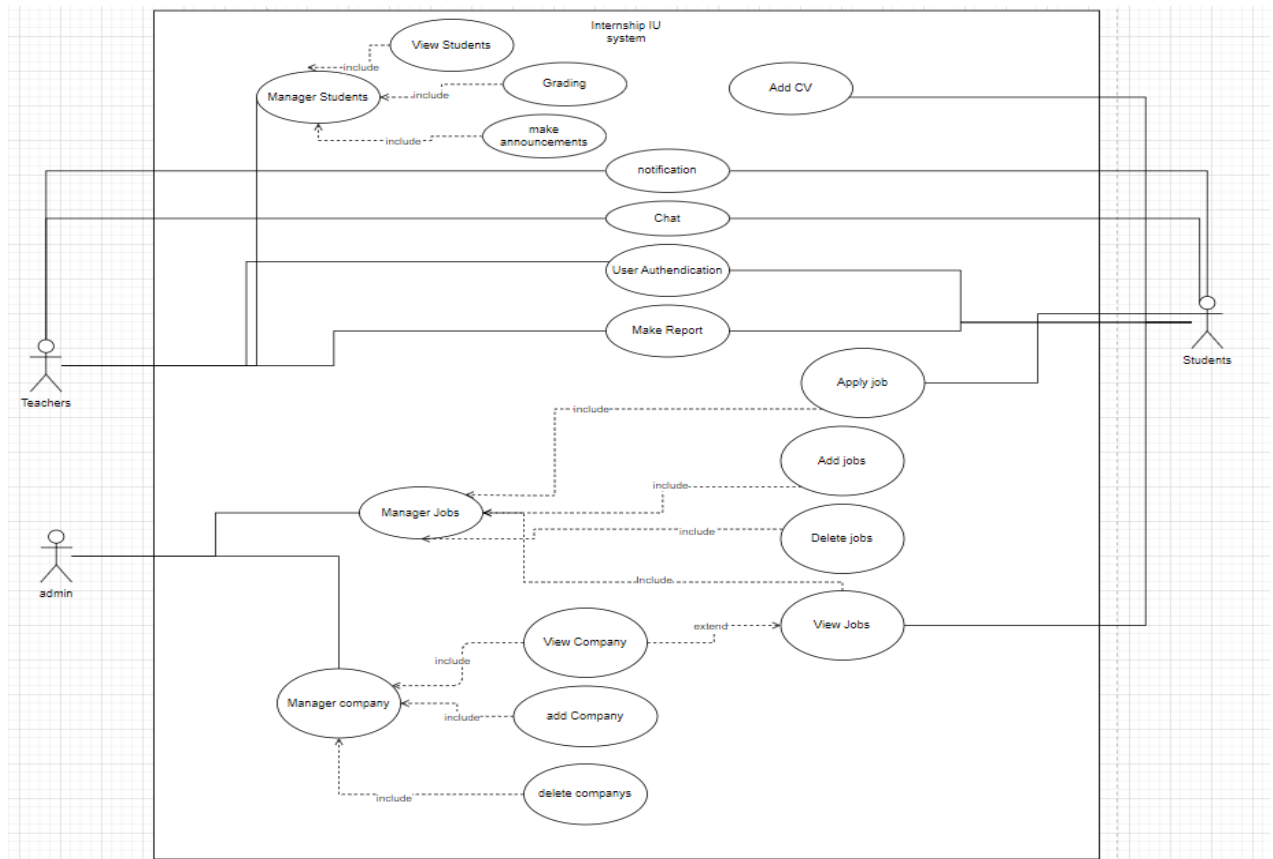 Internship IU
system
View Students
include
Manager Students
Grading
include
Add CV
make
announcements
include
notification
Chat
User Authendication
Make Report
Teachers
Students
Apply job
include
Add jobs
include
Manager Jobs
Delete jobs
include
admin
Include
View Jobs
extend
View Company
include
Manager company
add Company
include
delete companys
include